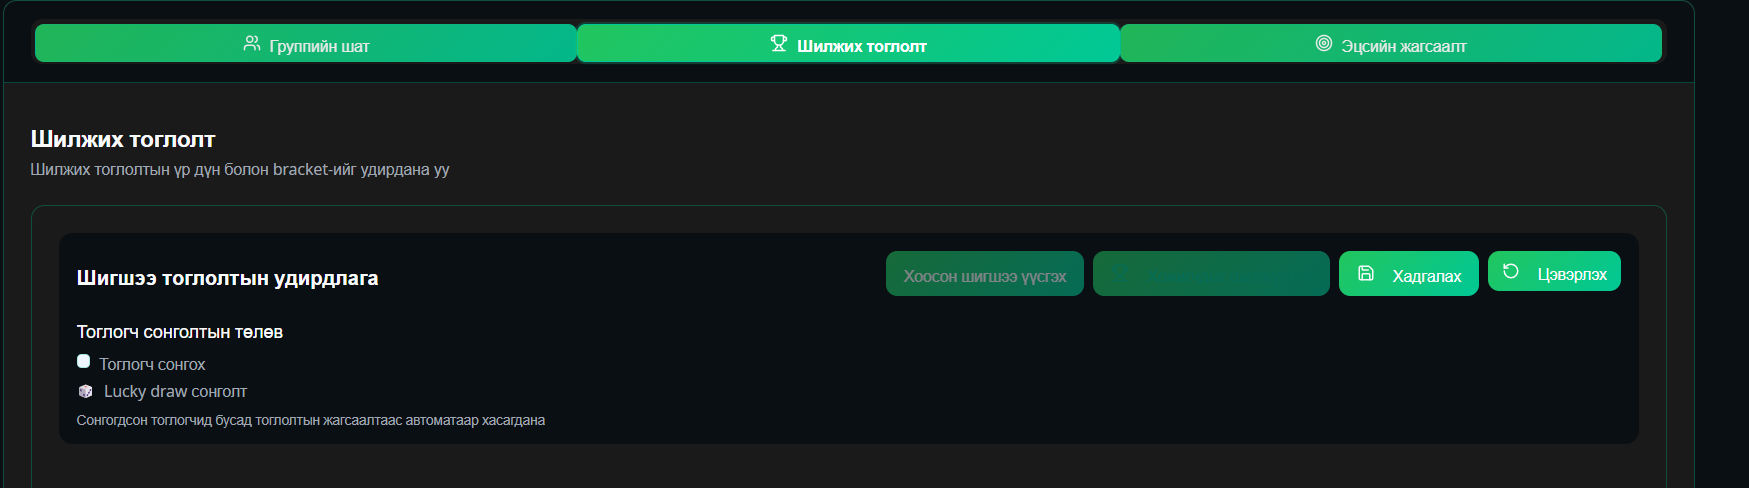 Группийн шат
Шилжих тоглолт
Эцсийн жагсаалт
Шилжих тоглолт
Шилжих тоглолтын үр дүн болон bracket-ийг удирдана уу
Шигшээ тоглолтын удирдлага
Хоосон шигшээ үүсгэх
Хадгалах
Цэвэрлэх
Тоглогч сонголтын төлөв
Тоглогч сонгох
Lucky draw сонголт
Сонгогдсон тоглогчид бусад тоглолтын жагсаалтаас автоматаар хасагдана